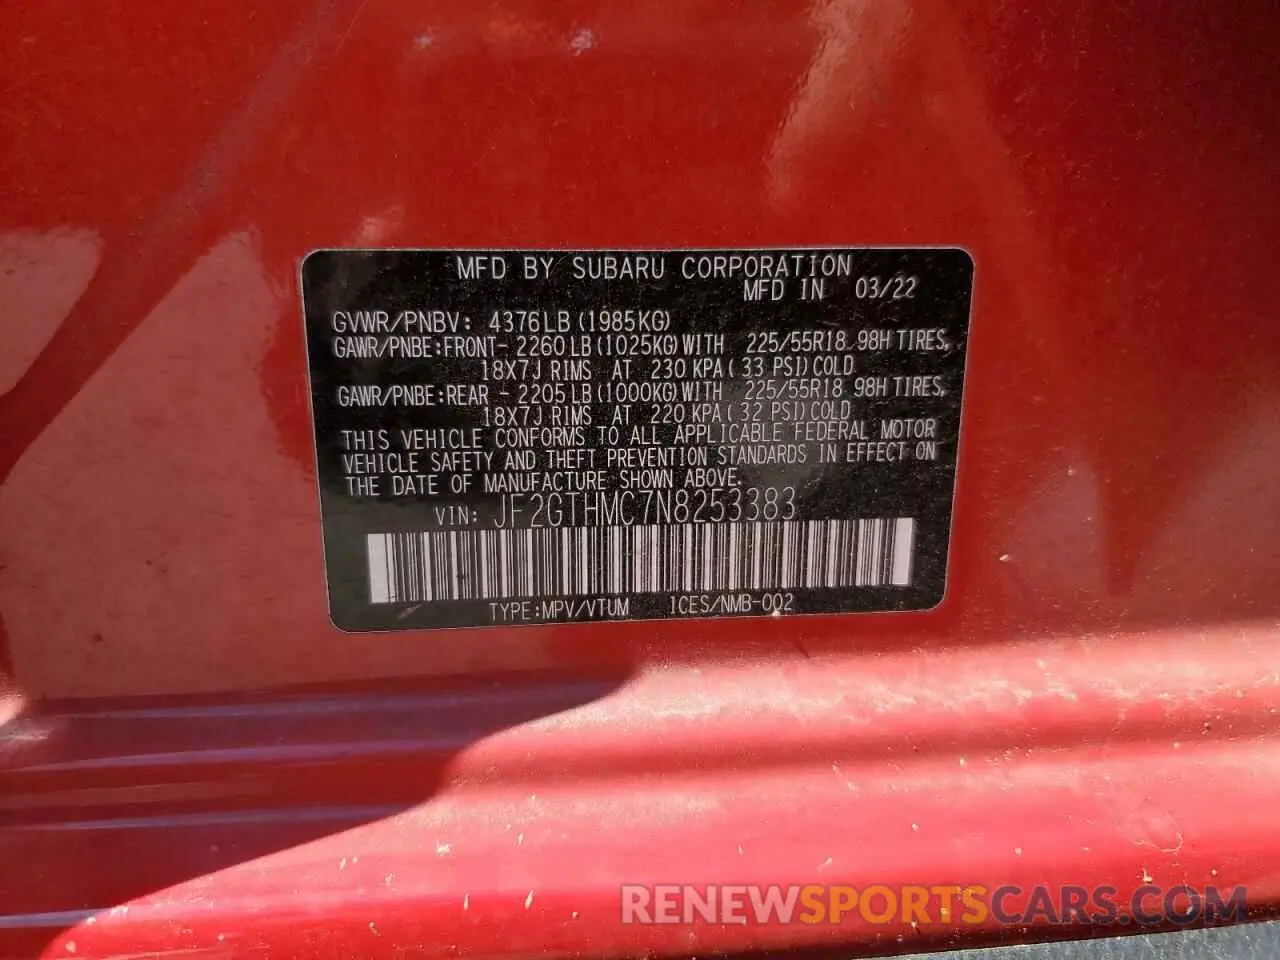 MFD BY SUBARU CORPORATION
MFD IN 03/22
GVWR/PNBV: 4376LB (1985KG)
GAWR/PNBE:FRONT- 2260LB (1025KG) WITH 225/55R18 98H TIRES,
18X7J RIMS AT 230 KPA( 33 PSI) COLD
GAWR/PNBE:REAR - 2205LB (1000KG) WITH 225/55R18 98H TIRES,
18X7J RIMS AT 220 KPA( 32 PSI) COLD
THIS VEHICLE CONFORMS TO ALL APPLICABLE FEDERAL MOTOR
VEHICLE SAFETY AND THEFT PREVENTION STANDARDS IN EFFECT ON
THE DATE OF MANUFACTURE SHOWN ABOVE.
VIN: JF2GTHMC7N8253383
TYPE:MPV/VTUM 1CES/NMB-002
RENEWSPORTSCARS.COM